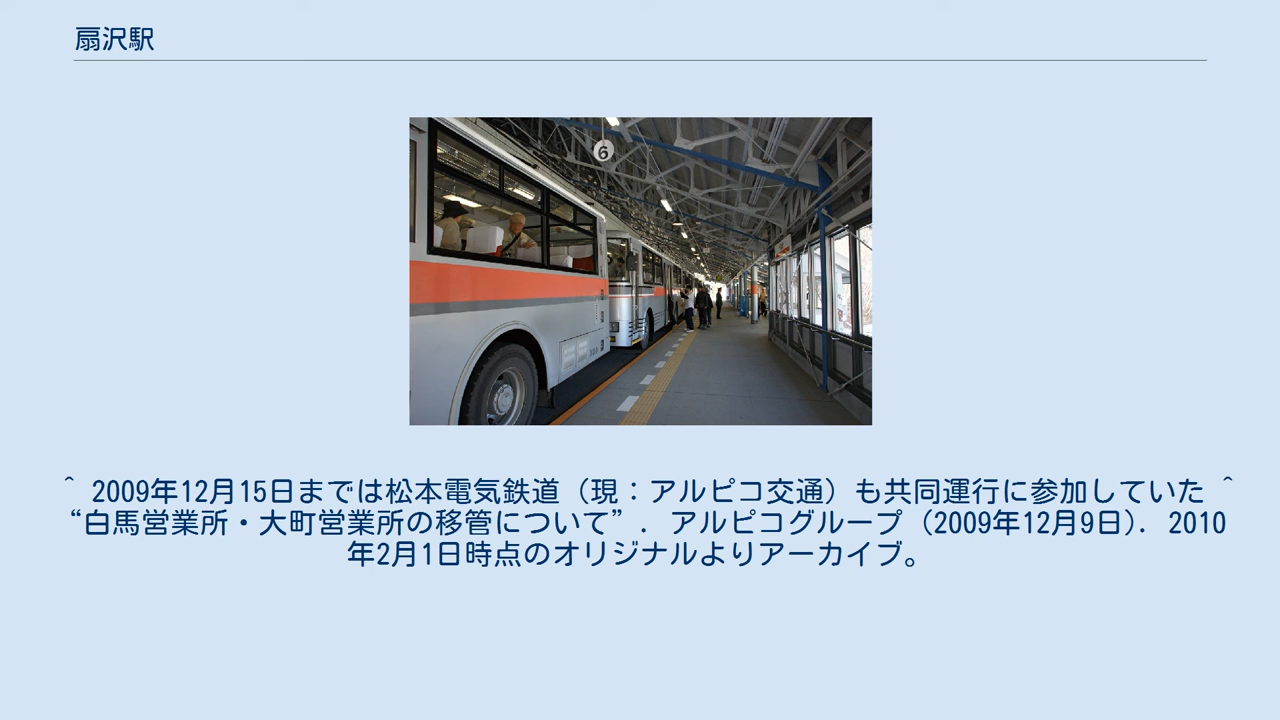 扇沢駅
6
^ 2009年12月15日までは松本電気鉄道（現：アルピコ交通）も共同運行に参加していた ^
“白馬営業所・大町営業所の移管について”. アルピコグループ (2009年12月9日). 2010
年2月1日時点のオリジナルよりアーカイブ。